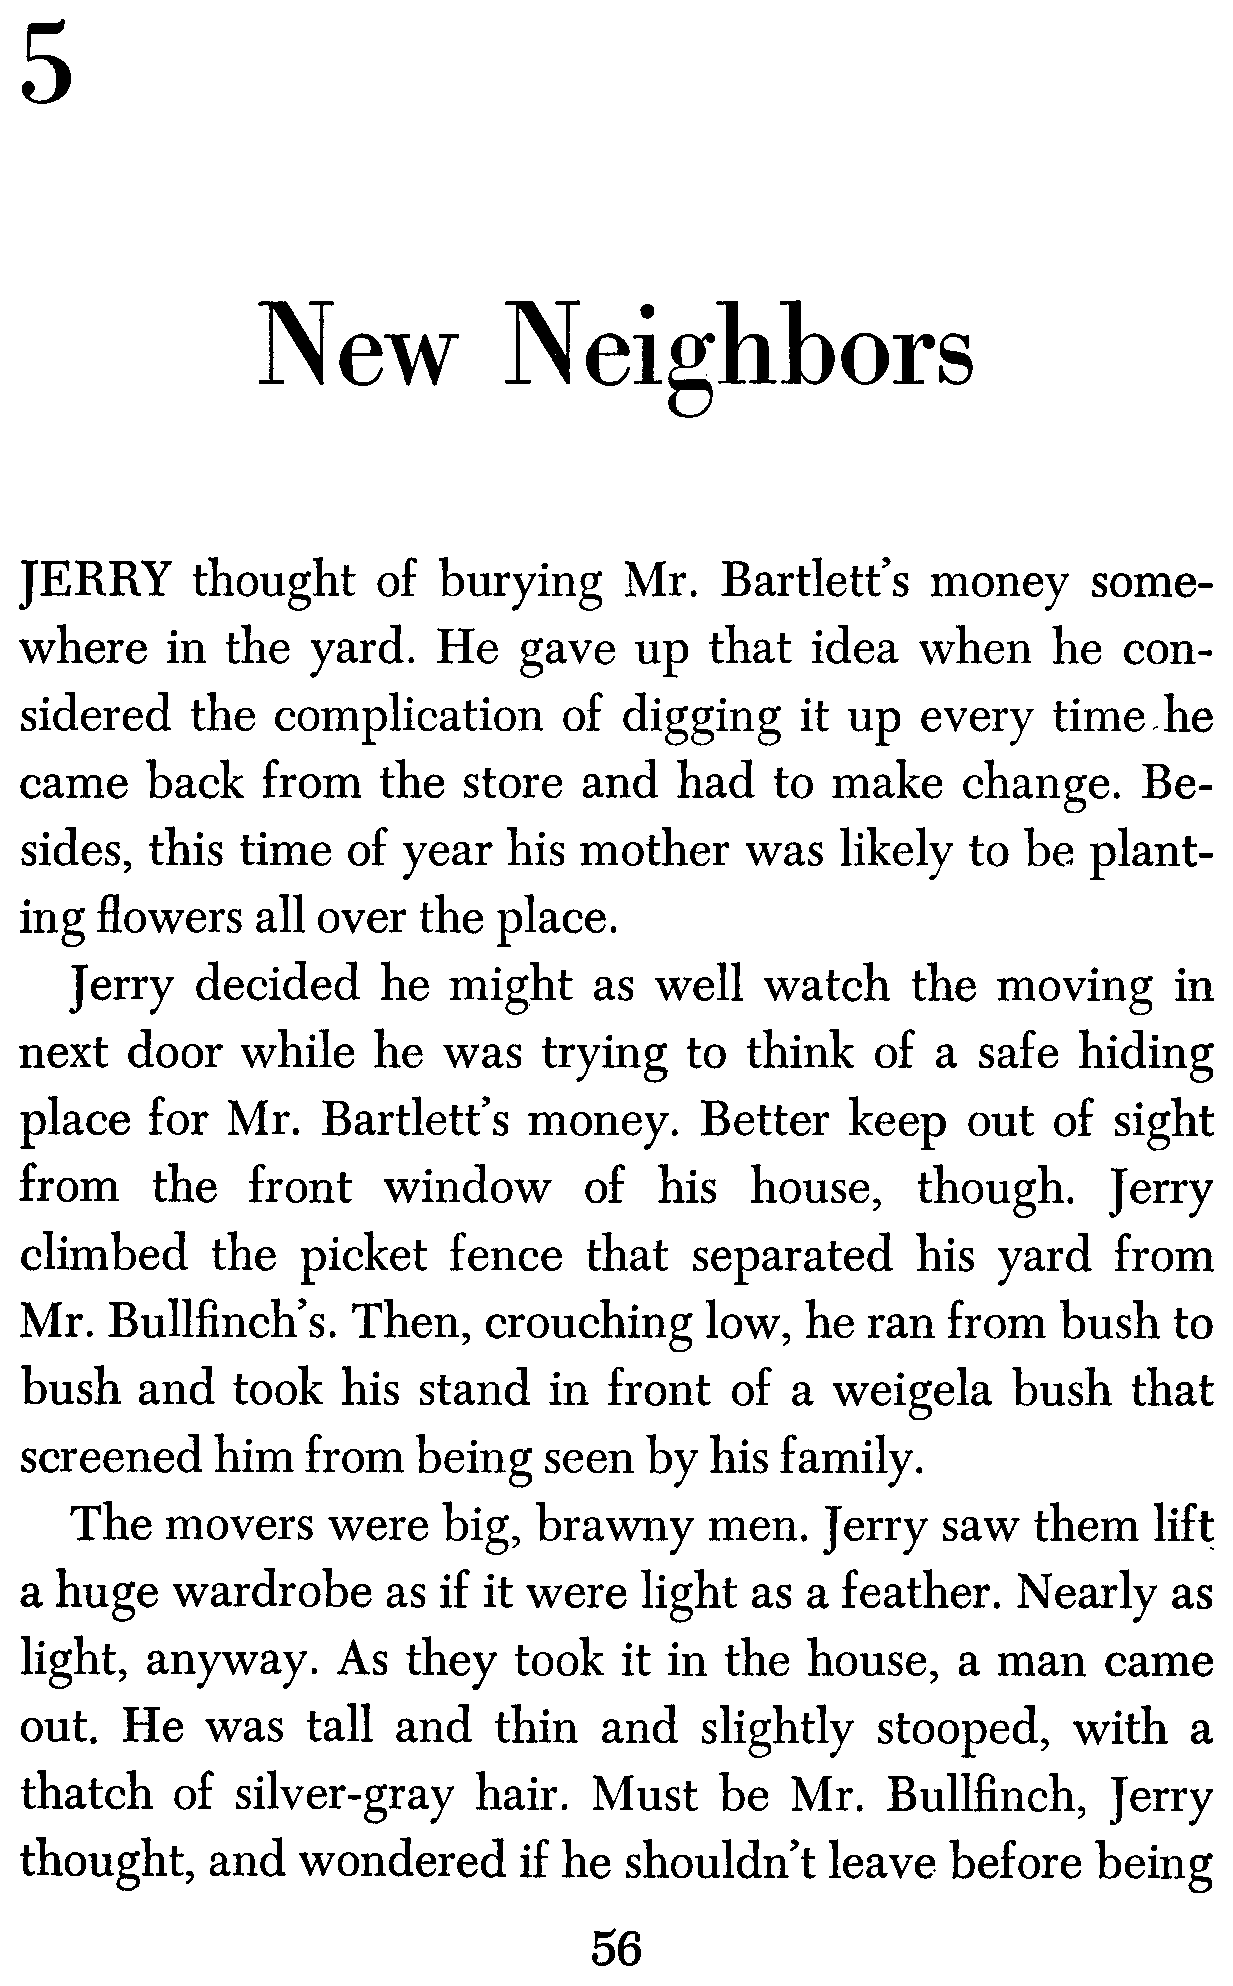 5
New Neighbors
JERRY thought of burying Mr. Bartlett's money some-
where in the yard. He gave up that idea when he con-
sidered the complication of digging it up every time he
came back from the store and had to make change. Be-
sides, this time of year his mother was likely to be plant-
ing flowers all over the place.
Jerry decided he might as well watch the moving in
next door while he was trying to think of a safe hiding
place for Mr. Bartlett's money. Better keep out of sight
from the front window of his house, though. Jerry
climbed the picket fence that separated his yard from
Mr. Bullfinch's. Then, crouching low, he ran from bush to
bush and took his stand in front of a weigela bush that
screened him from being seen by his family.
The movers were big, brawny men. Jerry saw them lift
a huge wardrobe as if it were light as a feather. Nearly as
light, anyway. As they took it in the house, a man came
out. He was tall and thin and slightly stooped, with a
thatch of silver-gray hair. Must be Mr. Bullfinch, Jerry
thought, and wondered if he shouldn't leave before being
56